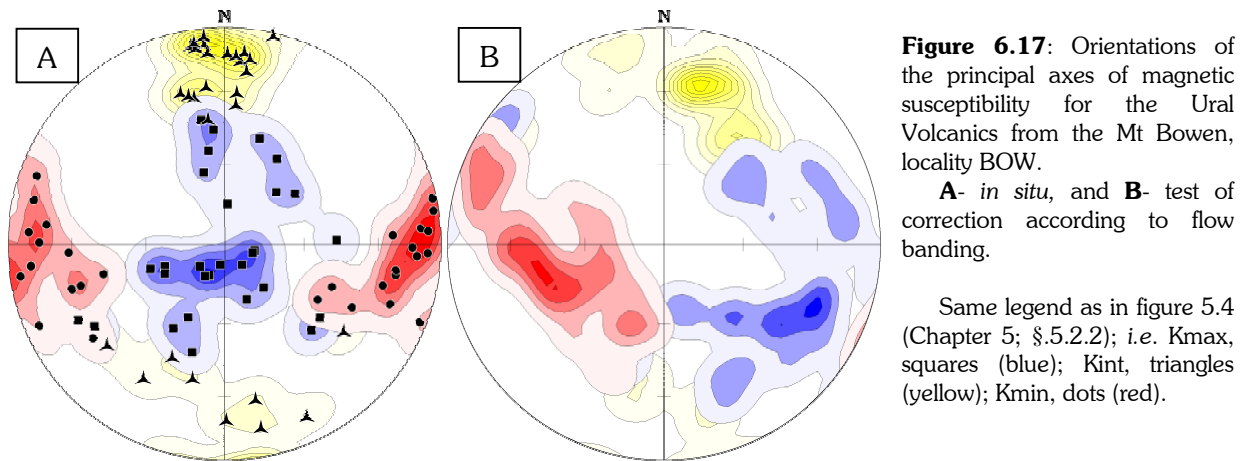 N
N
A
B
Figure 6.17: Orientations of
the principal axes of magnetic
susceptibility for the Ural
Volcanics from the Mt Bowen,
locality BOW.
A- in situ, and B- test of
correction according to flow
banding.
Same legend as in figure 5.4
(Chapter 5; §.5.2.2); i.e. Kmax,
squares (blue); Kint, triangles
(yellow); Kmin, dots (red).